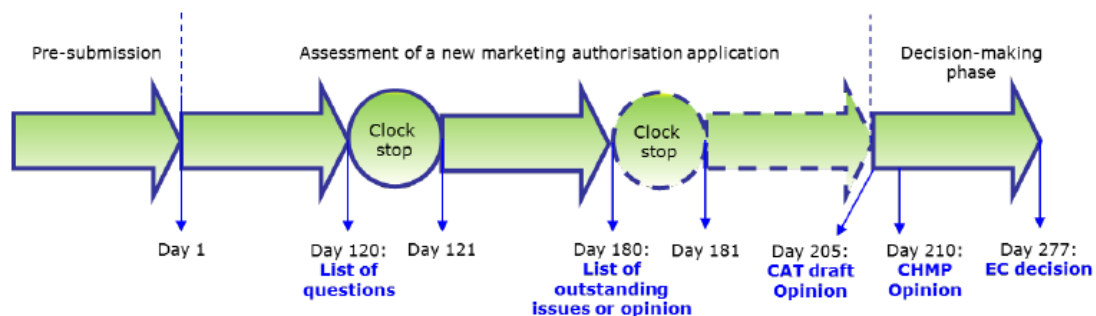 Pre-submission
Assessment of a new marketing authorisation application
Decision-making
phase
Clock
stop
Clock
stop
Day 1
Day 120:
List of
questions
Day 121
Day 180:
List of
outstanding
issues or opinion
Day 181
Day 205:
CAT draft
Opinion
Day 210:
CHMP
Opinion
Day 277:
EC decision